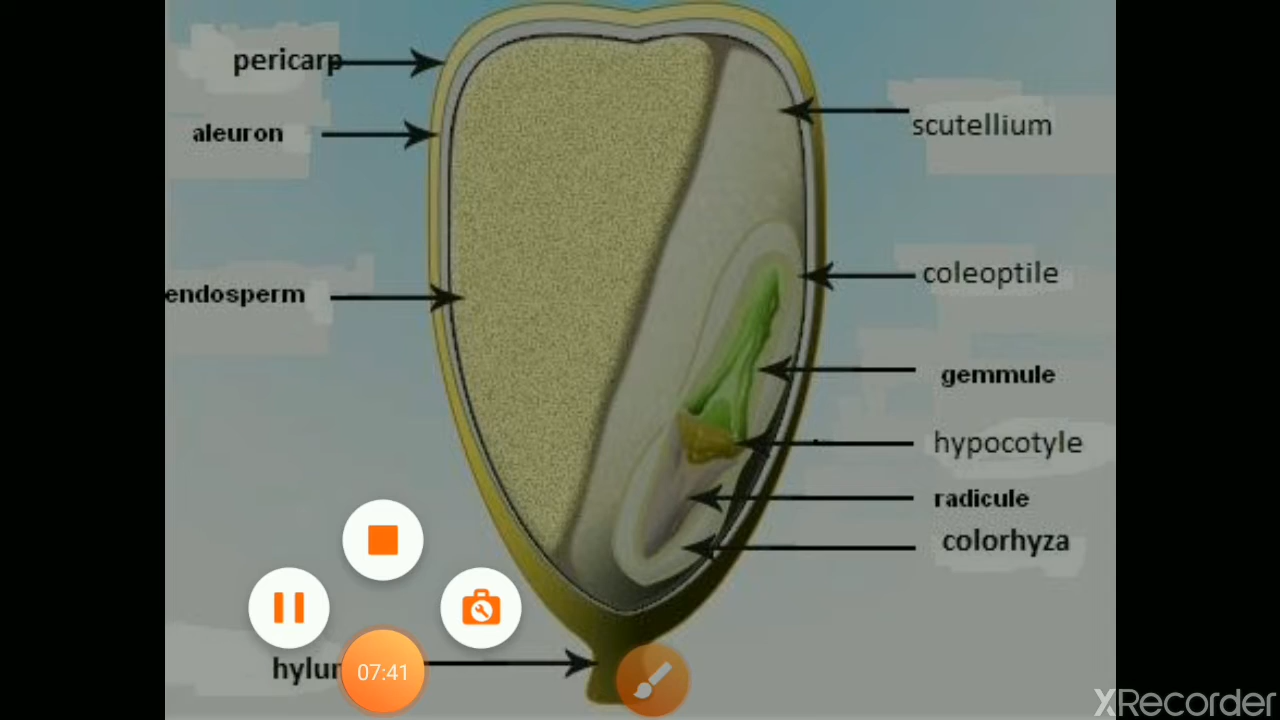 pericarp
aleuron
scutellium
coleoptile
endosperm
gemmule
hypocotyle
radicule
colorhyza
07:41
XRecorder